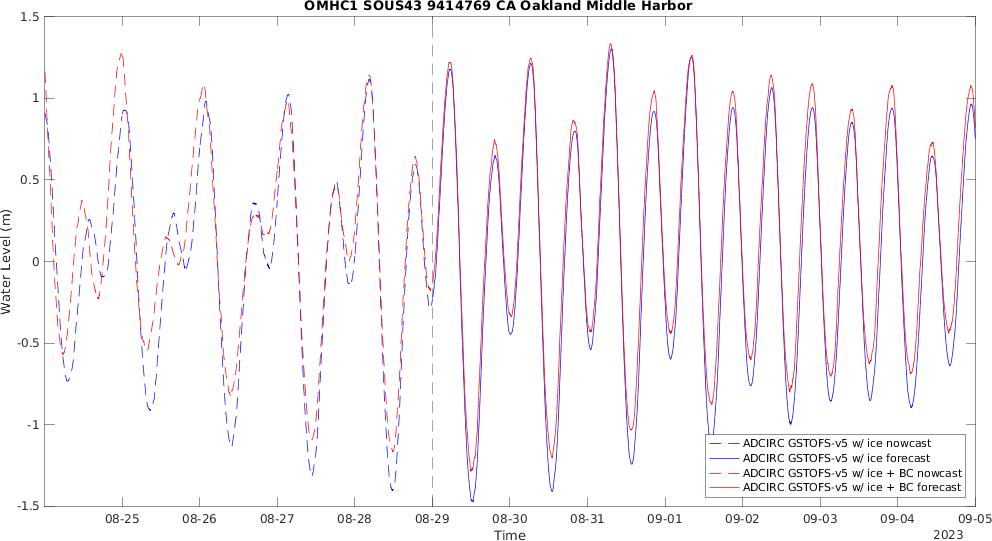 OMHC1 SOUS43 9414769 CA Oakland Middle Harbor
1.5
1
0.5
0
-0.5
-1
-1.5
Water Level (m)
ADCIRC GSTOFS-v5 w/ ice nowcast
ADCIRC GSTOFS-v5 w/ ice forecast
ADCIRC GSTOFS-v5 w/ ice + BC nowcast
ADCIRC GSTOFS-v5 w/ ice + BC forecast
08-25 08-26 08-27 08-28 08-29 08-30 08-31 09-01 09-02 09-03 09-04 09-05
Time
2023